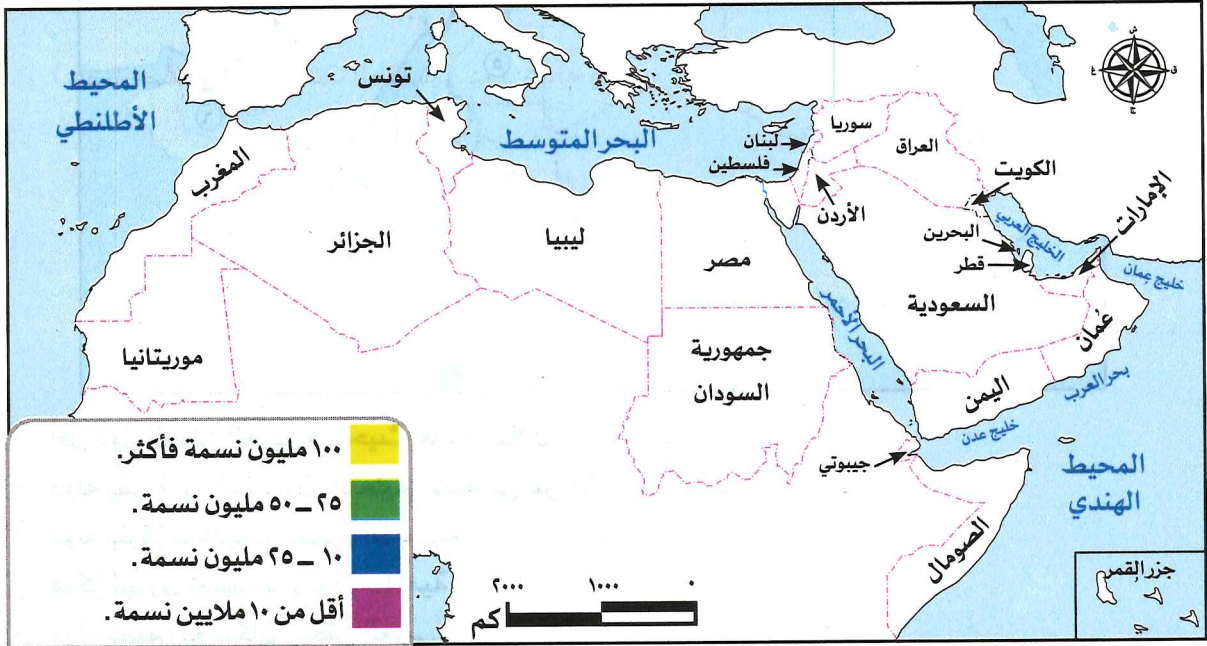 المحيط
الأطلنطي
تونس
البحر المتوسط
لبنان
فلسطين
سوريا
العراق
الكويت
الإمارات
المغرب
الجزائر
ليبيا
مصر
الأردن
البحرين
قطر
الخليج العربي
خليج عمان
السعودية
عُمان
البحر الأحمر
موريتانيا
جمهورية
السودان
اليمن
بحر العرب
خليج عدن
جيبوتي
المحيط
الهندي
الصومال
جزر القمر
١٠٠ مليون نسمة فأكثر.
٢٥ – ٥٠ مليون نسمة.
١٠ – ٢٥ مليون نسمة.
أقل من ١٠ ملايين نسمة.
٢٠٠٠ ١٠٠٠ ٠
كم